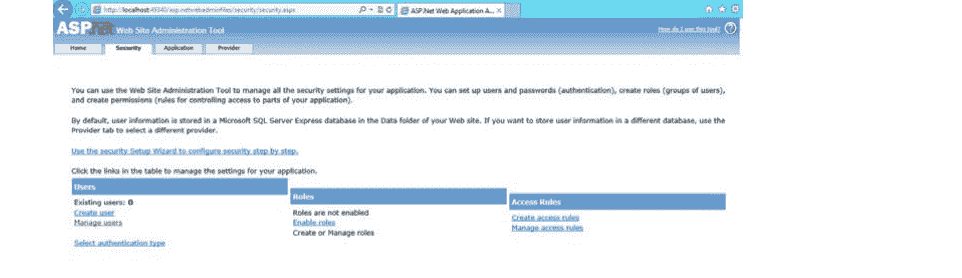 http://localhost:49340/asp.netwebadminfiles/security/security.aspx
ASP.Net Web Application A...
ASP.net Web Site Administration Tool
How do I use this tool?
Home Security Application Provider
You can use the Web Site Administration Tool to manage all the security settings for your application. You can set up users and passwords (authentication), create roles (groups of users),
and create permissions (rules for controlling access to parts of your application).
By default, user information is stored in a Microsoft SQL Server Express database in the Data folder of your Web site. If you want to store user information in a different database, use the
Provider tab to select a different provider.
Use the security Setup Wizard to configure security step by step.
Click the links in the table to manage the settings for your application.
Users
Existing users: 0
Create user
Manage users
Select authentication type
Roles
Roles are not enabled
Enable roles
Create or Manage roles
Access Rules
Create access rules
Manage access rules